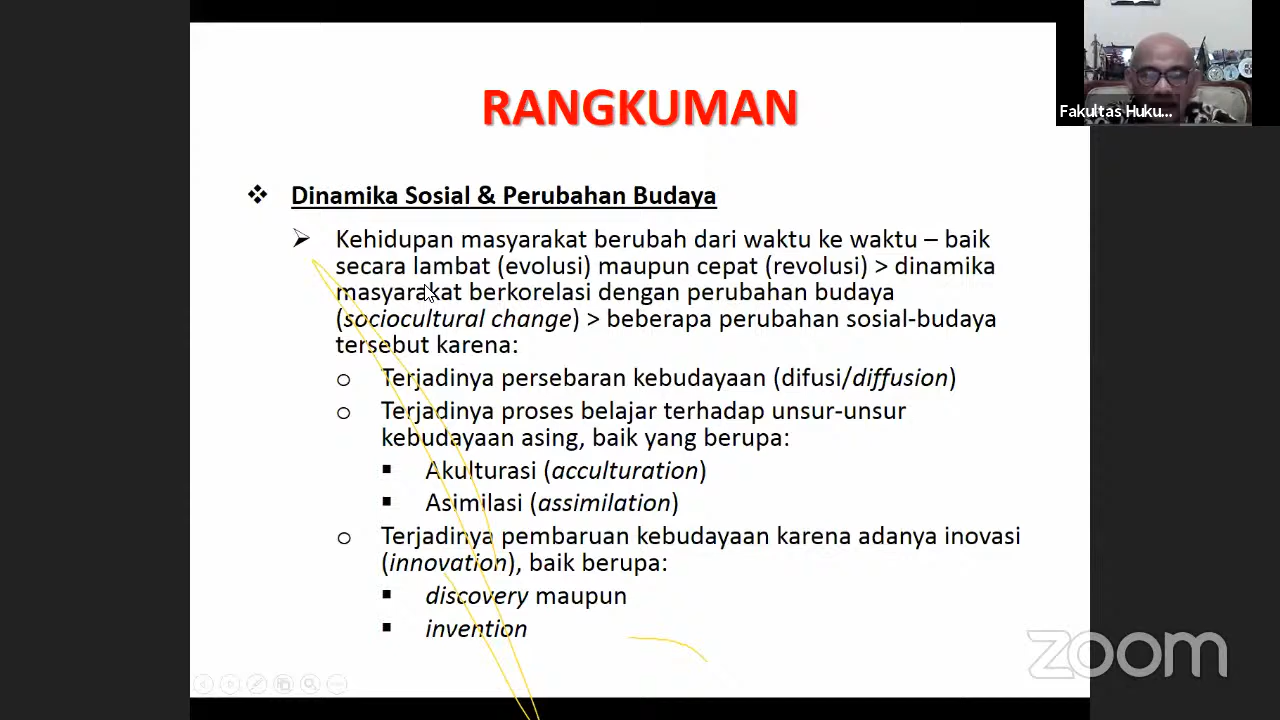 RANGKUMAN
Fakultas Huku...
❖ Dinamika Sosial & Perubahan Budaya
➢ Kehidupan masyarakat berubah dari waktu ke waktu – baik
secara lambat (evolusi) maupun cepat (revolusi) > dinamika
masyarakat berkorelasi dengan perubahan budaya
(sociocultural change) > beberapa perubahan sosial-budaya
tersebut karena:
o Terjadinya persebaran kebudayaan (difusi/diffusion)
o Terjadinya proses belajar terhadap unsur-unsur
kebudayaan asing, baik yang berupa:
▪ Akulturasi (acculturation)
▪ Asimilasi (assimilation)
o Terjadinya pembaruan kebudayaan karena adanya inovasi
(innovation), baik berupa:
▪ discovery maupun
▪ invention
zoom